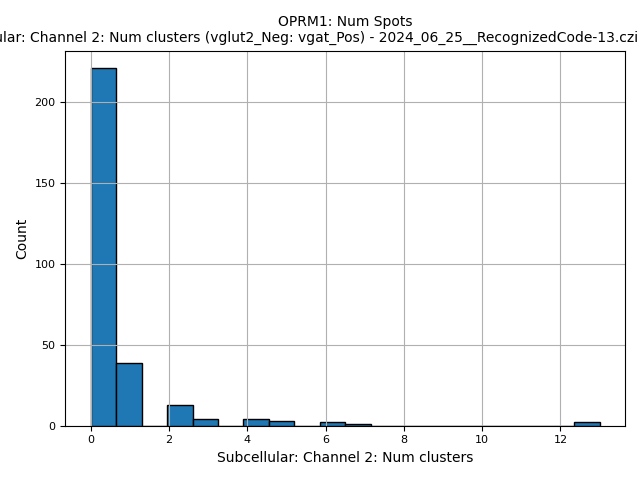 OPRM1: Num Spots
ular: Channel 2: Num clusters (vglut2_Neg: vgat_Pos) - 2024_06_25__RecognizedCode-13.czi
200
150
100
50
0
Count
0 2 4 6 8 10 12
Subcellular: Channel 2: Num clusters